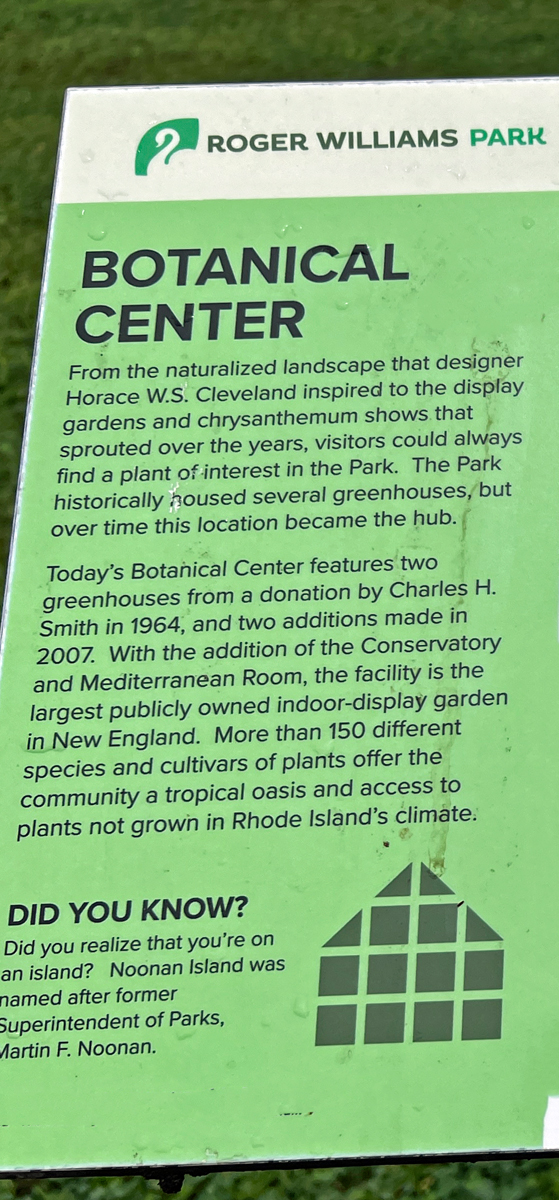 ROGER WILLIAMS PARK
BOTANICAL
CENTER
From the naturalized landscape that designer
Horace W.S. Cleveland inspired to the display
gardens and chrysanthemum shows that
sprouted over the years, visitors could always
find a plant of interest in the Park. The Park
historically housed several greenhouses, but
over time this location became the hub.
Today's Botanical Center features two
greenhouses from a donation by Charles H.
Smith in 1964, and two additions made in
2007. With the addition of the Conservatory
and Mediterranean Room, the facility is the
largest publicly owned indoor-display garden
in New England. More than 150 different
species and cultivars of plants offer the
community a tropical oasis and access to
plants not grown in Rhode Island's climate.
DID YOU KNOW?
Did you realize that you're on
an island? Noonan Island was
named after former
Superintendent of Parks,
Martin F. Noonan.